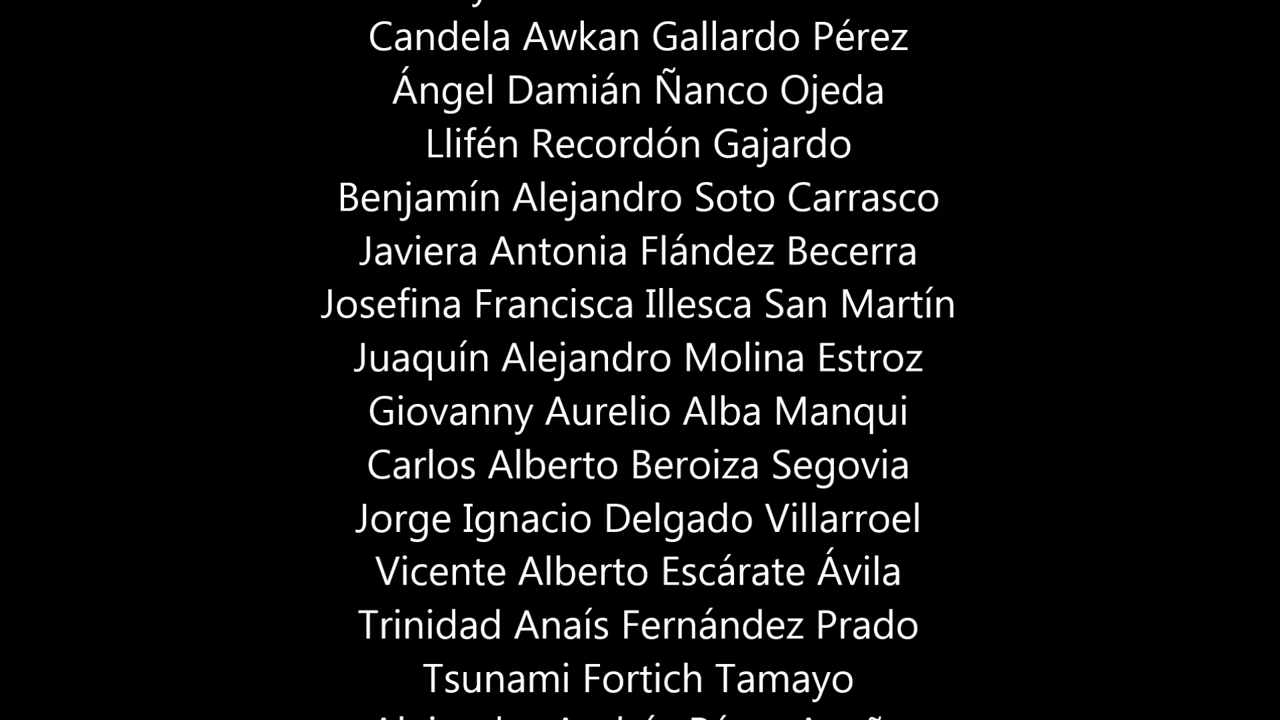 Candela Awkan Gallardo Pérez
Ángel Damián Ñanco Ojeda
Llifén Recordón Gajardo
Benjamín Alejandro Soto Carrasco
Javiera Antonia Flández Becerra
Josefina Francisca Illesca San Martín
Juaquín Alejandro Molina Estroz
Giovanny Aurelio Alba Manqui
Carlos Alberto Beroiza Segovia
Jorge Ignacio Delgado Villarroel
Vicente Alberto Escárate Ávila
Trinidad Anaís Fernández Prado
Tsunami Fortich Tamayo